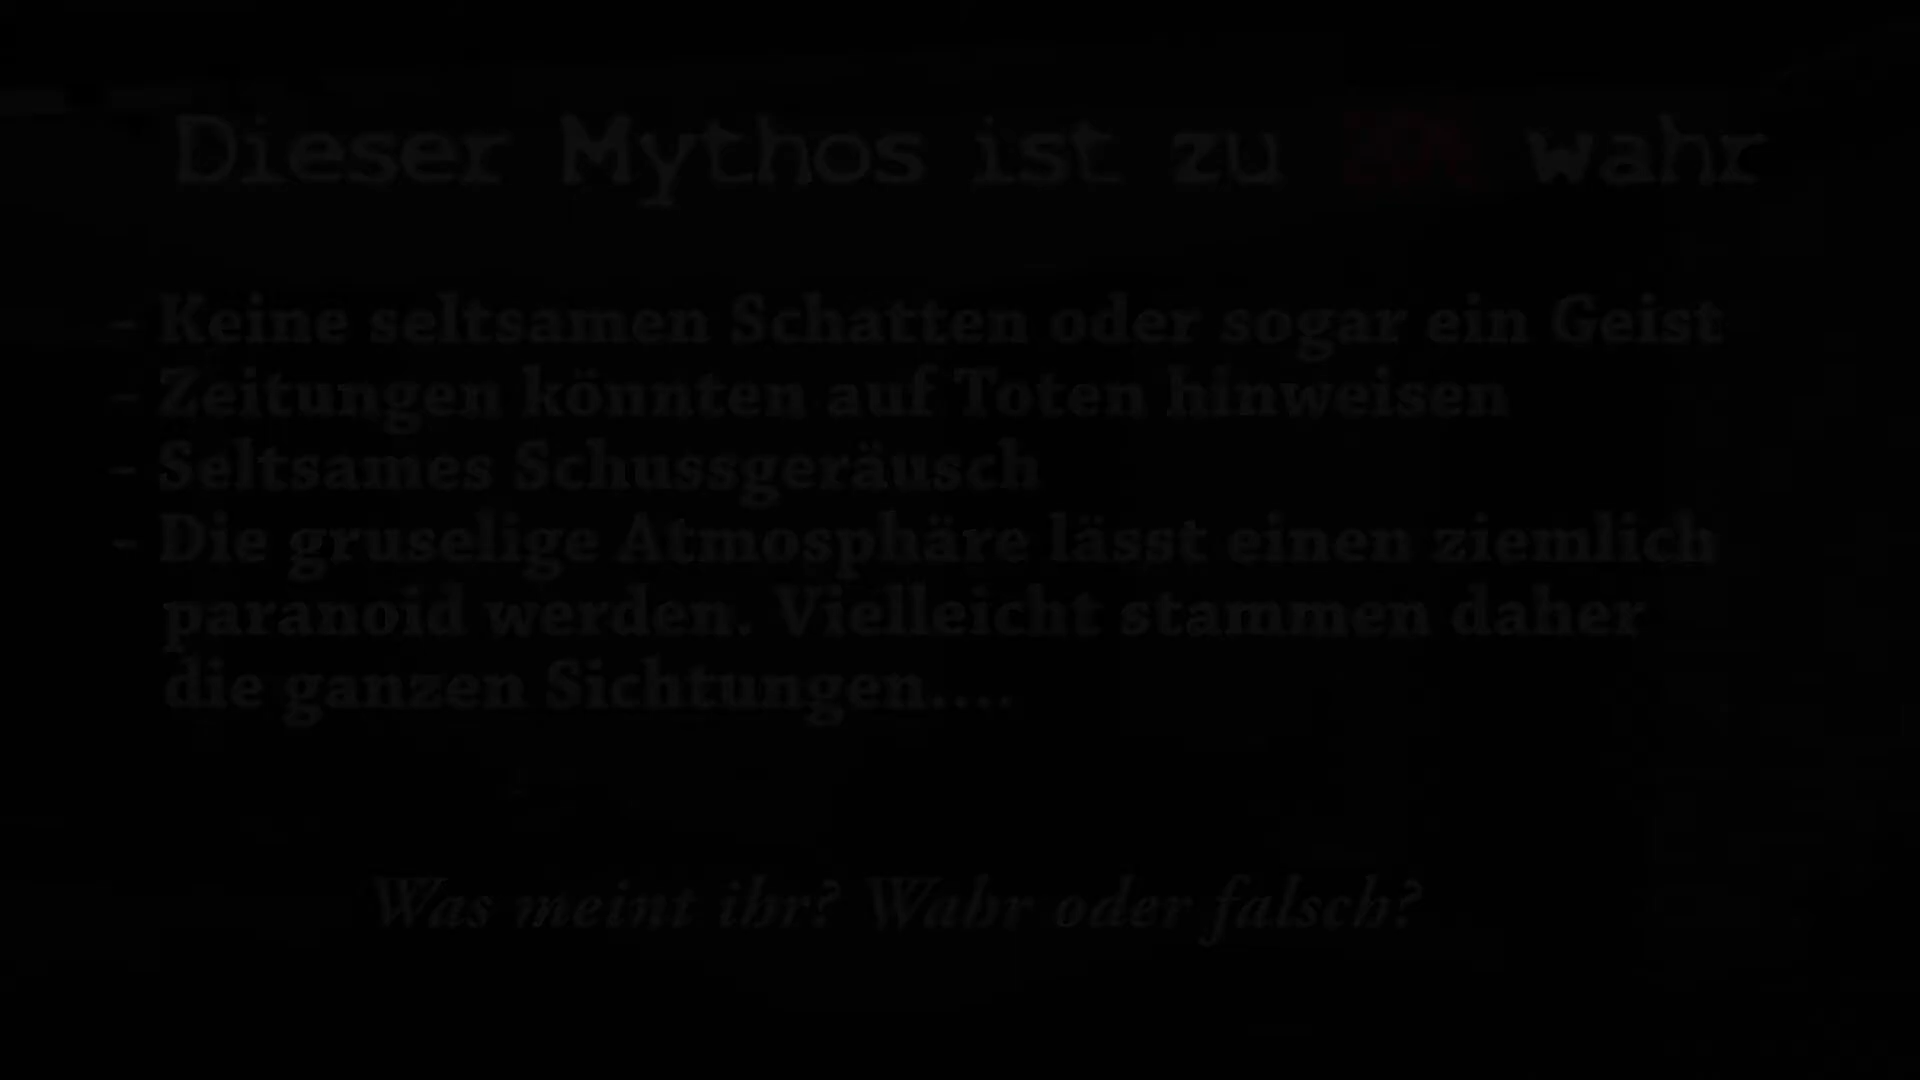 Dieser Mythos ist zu wahr
- Keine seltsamen Schatten oder sogar ein Geist
- Zeitungen könnten auf Toten hinweisen
- Seltsames Schussgeräusch
- Die gruselige Atmosphäre lässt einen ziemlich
paranoid werden. Vielleicht stammen daher
die ganzen Sichtungen....
Was meint ihr? Wahr oder falsch?